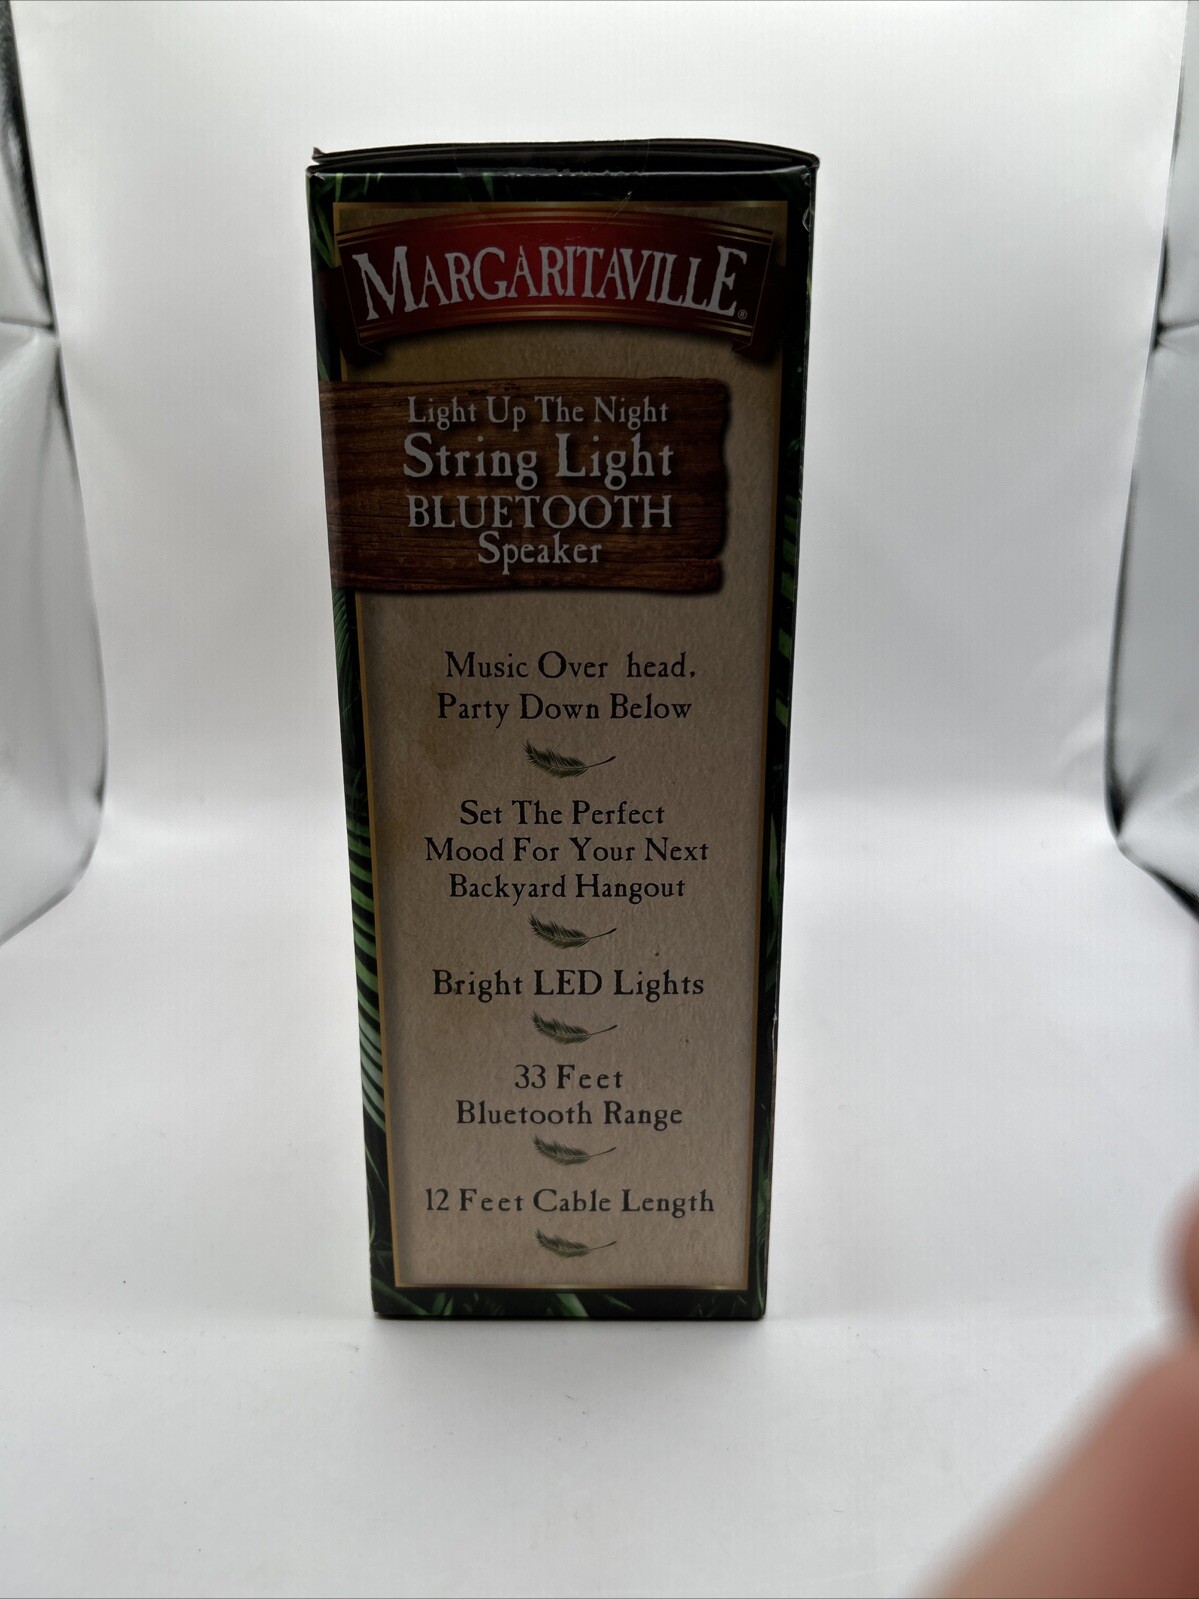 MARGARITAVILLE®
Light Up The Night
String Light
BLUETOOTH
Speaker
Music Over head.
Party Down Below
Set The Perfect
Mood For Your Next
Backyard Hangout
Bright LED Lights
33 Feet
Bluetooth Range
12 Feet Cable Length